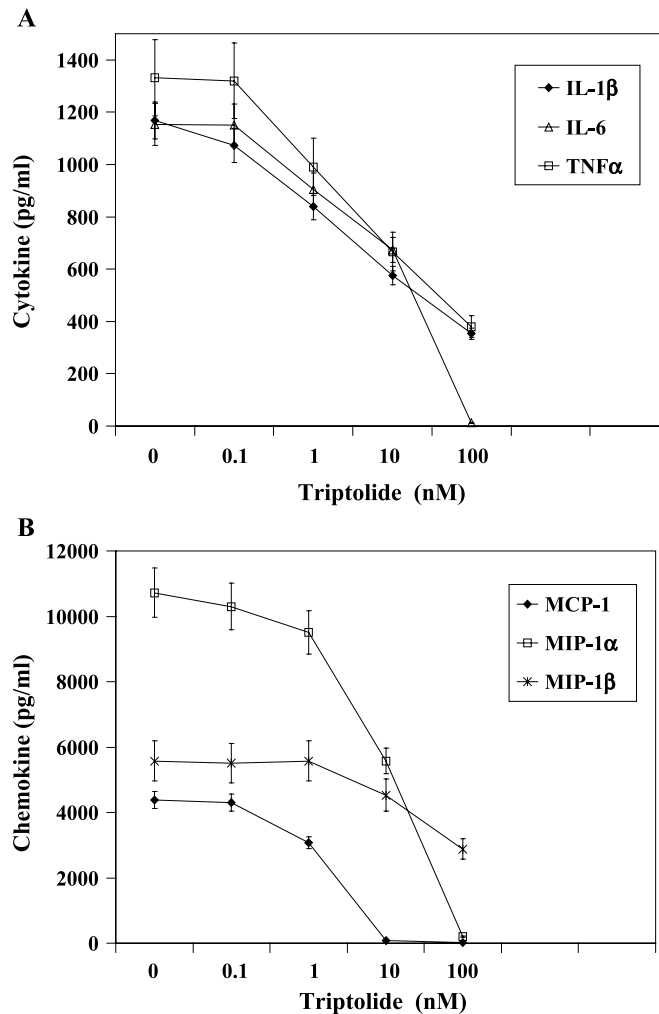 A
1400
1200
1000
800
600
400
200
0
Cytokine (pg/ml)
IL-1β
IL-6
TNFα
0 0.1 1 10 100
Triptolide (nM)
B
12000
10000
8000
6000
4000
2000
0
Chemokine (pg/ml)
MCP-1
MIP-1α
MIP-1β
0 0.1 1 10 100
Triptolide (nM)